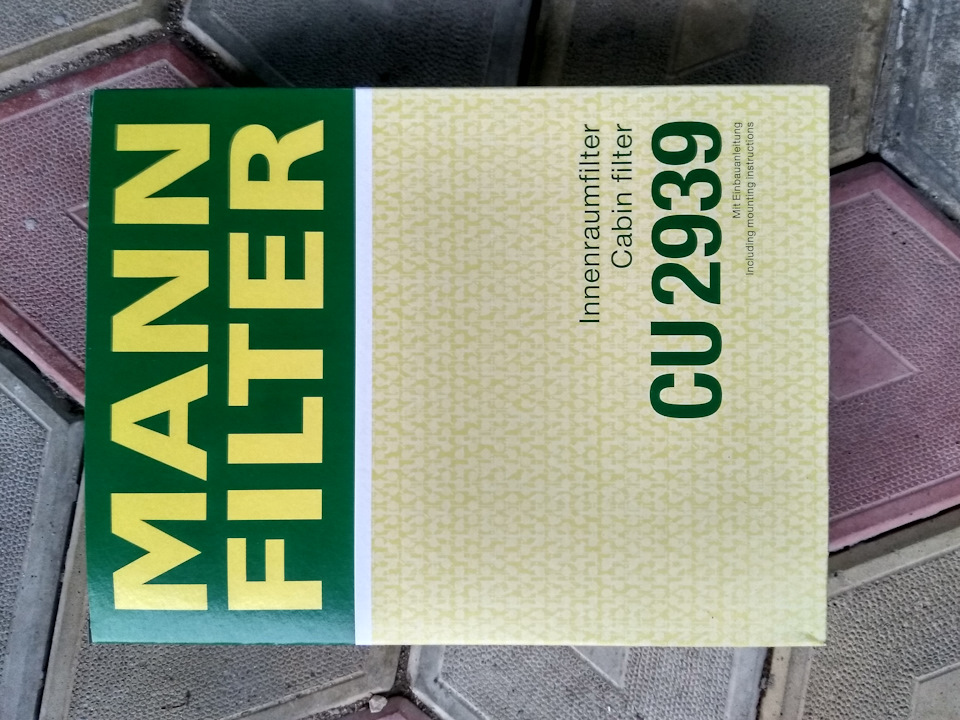 MANN
FILTER
Innenraumfilter
Cabin filter
CU 2939
Mit Einbauanleitung
Including mounting instructions